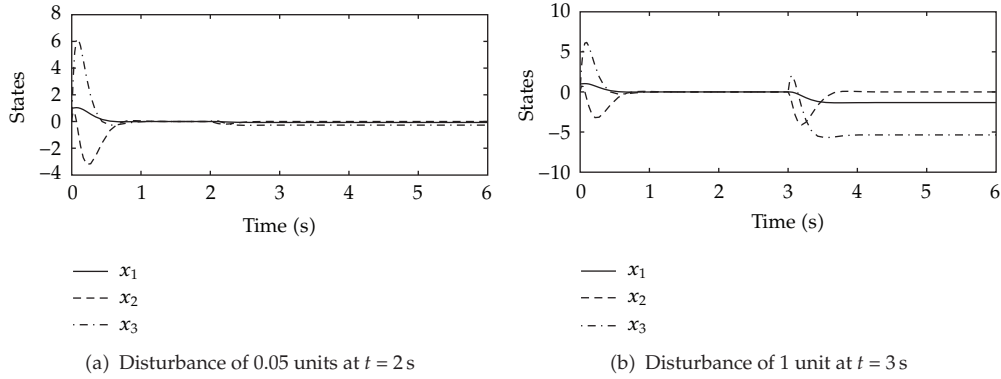 8
6
4
2
0
−2
−4
States
0 1 2 3 4 5 6
Time (s)
x1
x2
x3
(a) Disturbance of 0.05 units at t = 2 s
10
5
0
−5
−10
States
0 1 2 3 4 5 6
Time (s)
x1
x2
x3
(b) Disturbance of 1 unit at t = 3 s